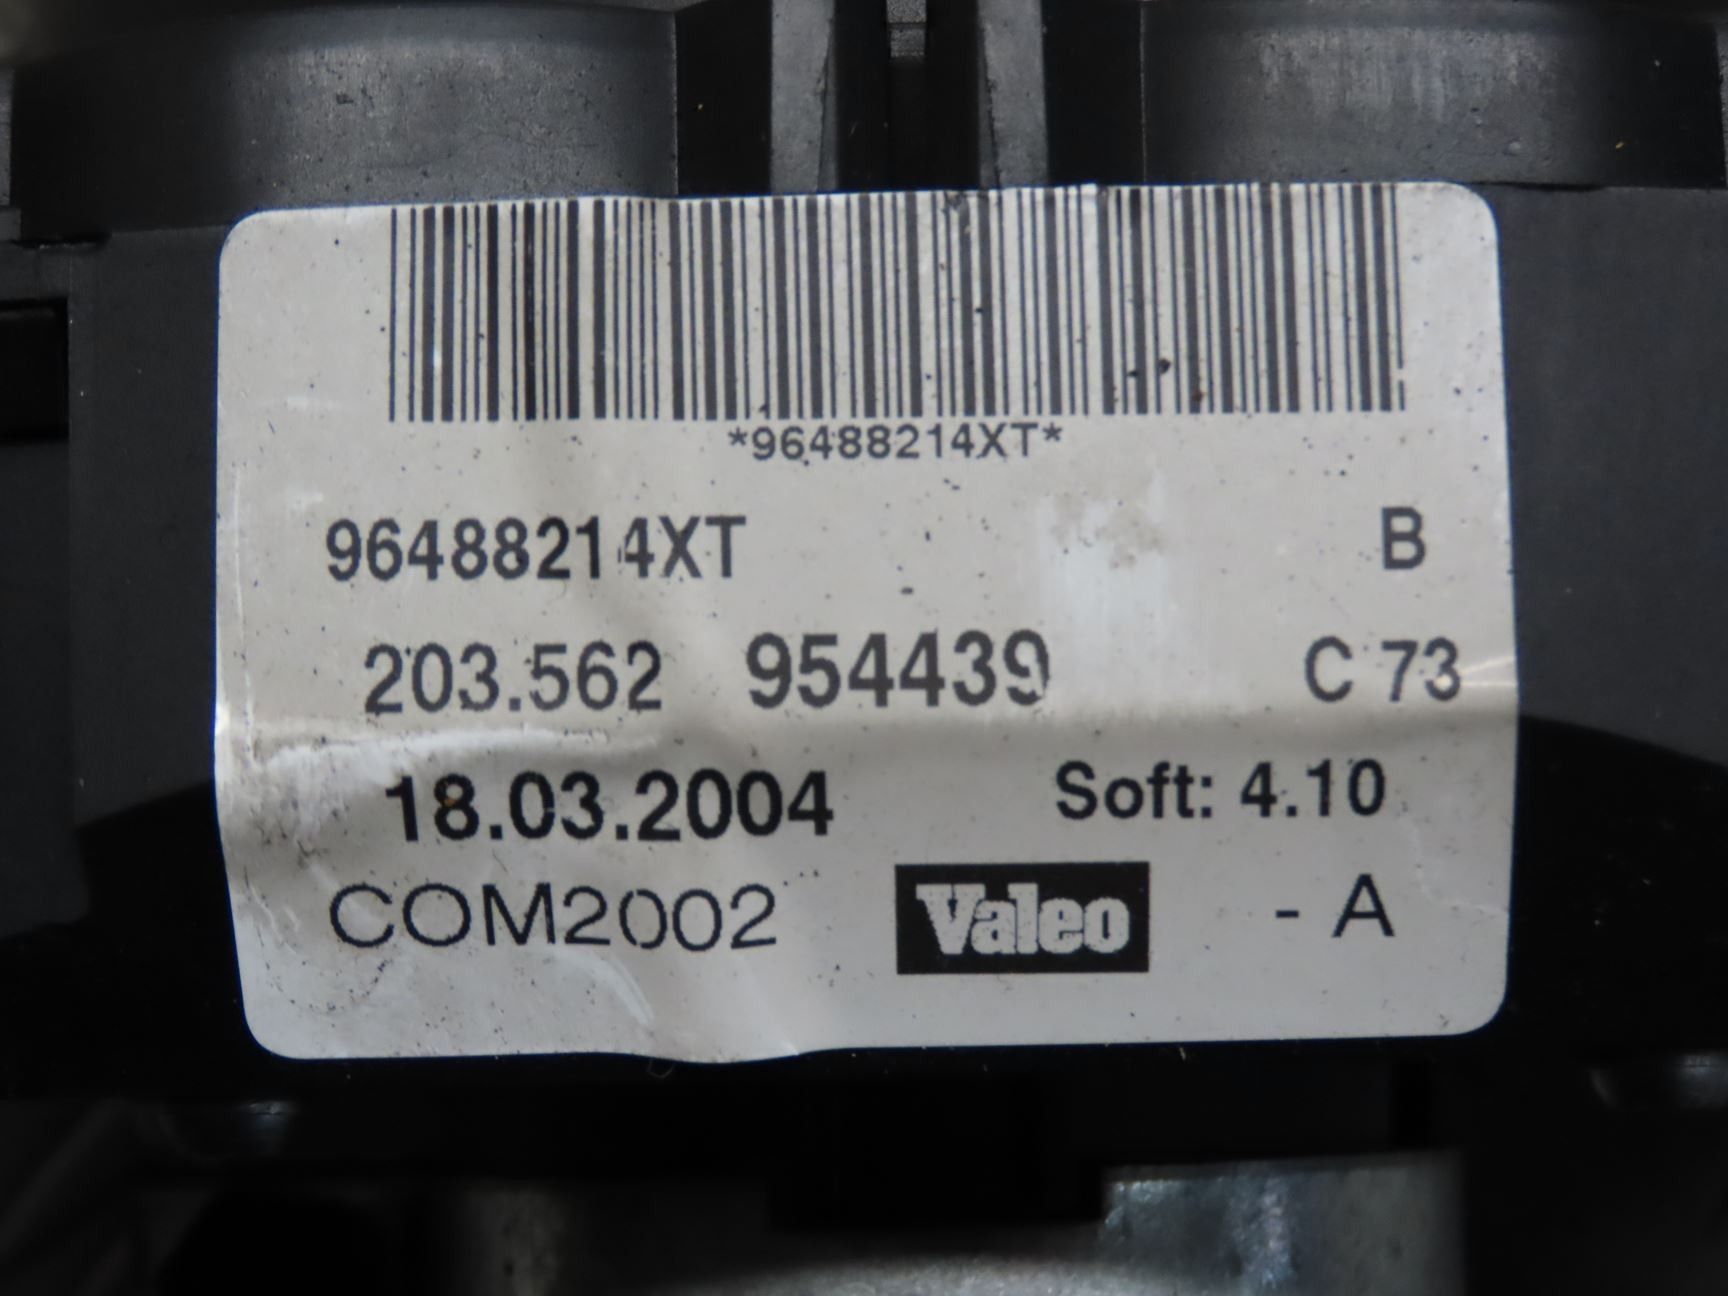 *96488214XT*
96488214XT B
203.562 954439 C 73
18.03.2004 Soft: 4.10
COM2002 Valeo - A